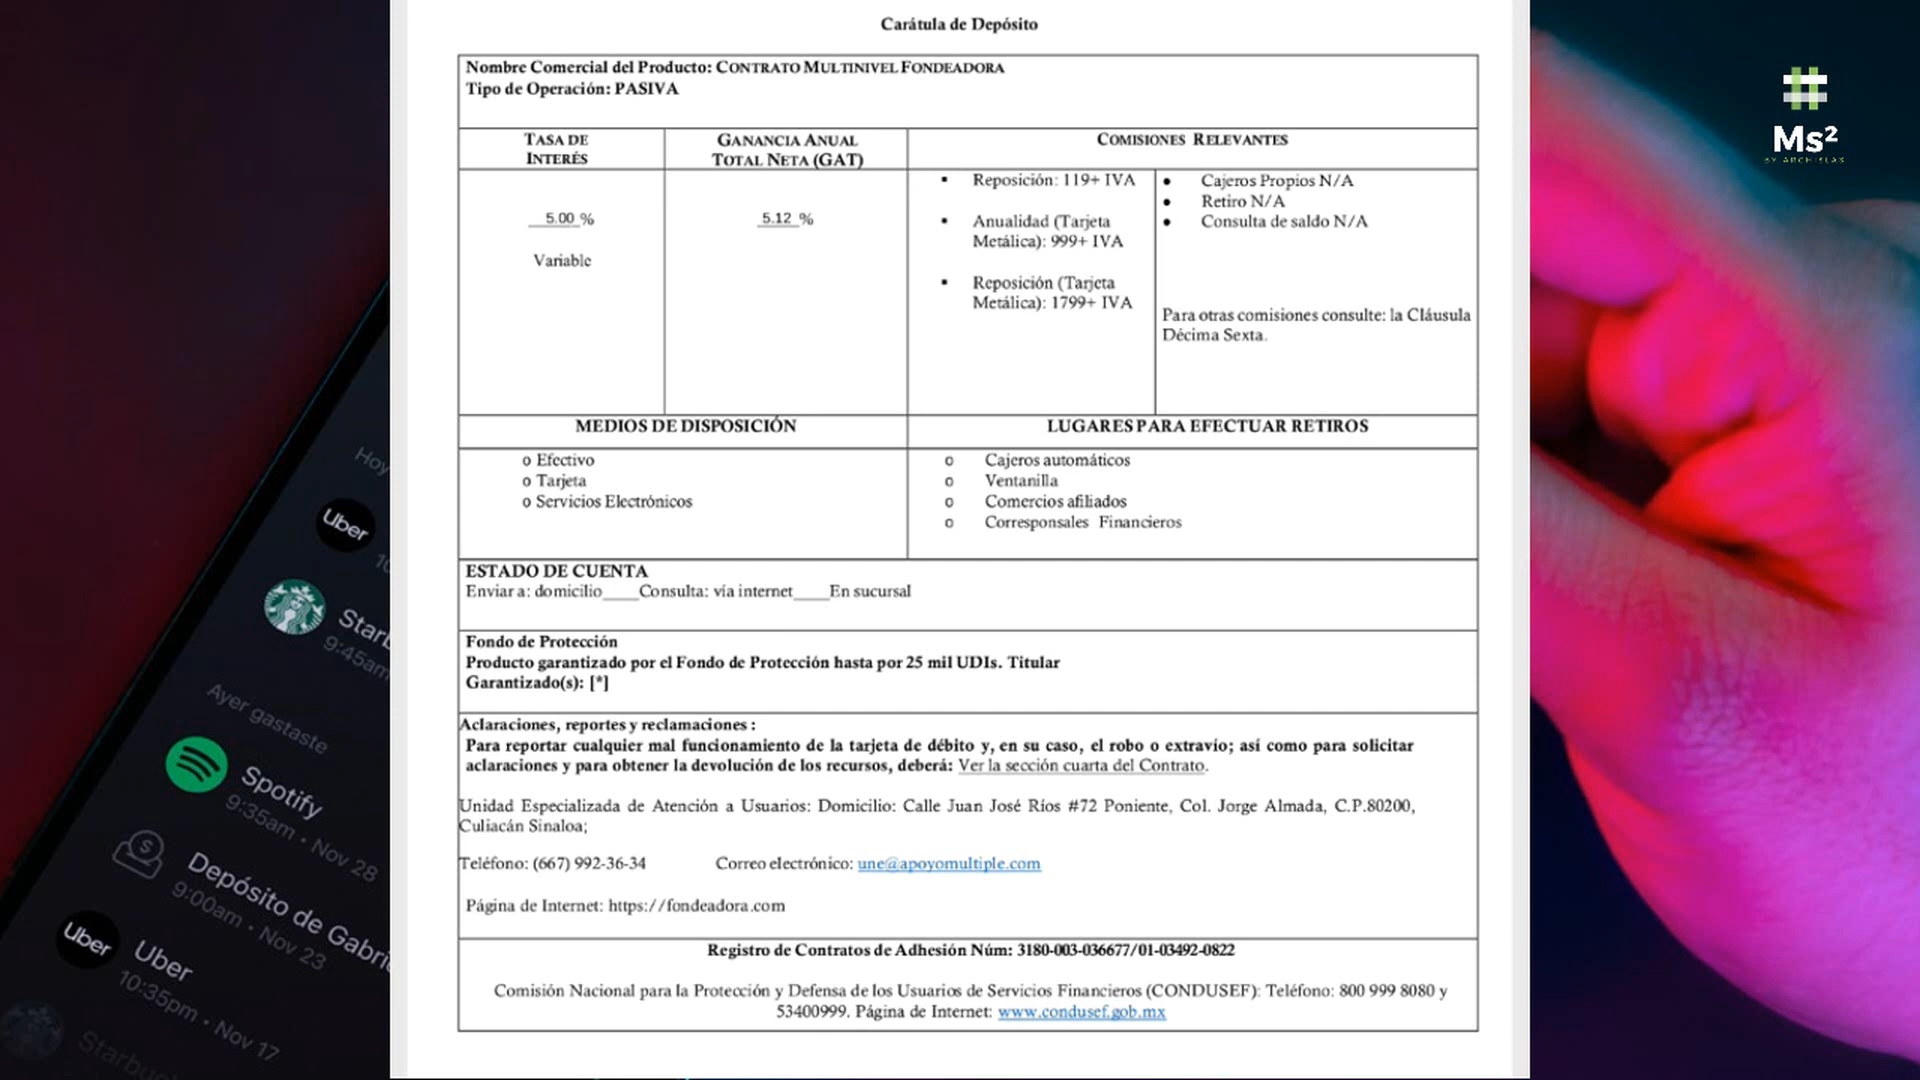 Carátula de Depósito
Nombre Comercial del Producto: CONTRATO MULTINIVEL FONDEADORA
Tipo de Operación: PASIVA
TASA DE
INTERÉS
GANANCIA ANUAL
TOTAL NETA (GAT)
COMISIONES RELEVANTES
5.00 %
Variable
5.12 %
▪ Reposición: 119+ IVA
▪ Anualidad (Tarjeta
Metálica): 999+ IVA
▪ Reposición (Tarjeta
Metálica): 1799+ IVA
• Cajeros Propios N/A
• Retiro N/A
• Consulta de saldo N/A
Para otras comisiones consulte: la Cláusula
Décima Sexta.
MEDIOS DE DISPOSICIÓN
LUGARES PARA EFECTUAR RETIROS
o Efectivo
o Tarjeta
o Servicios Electrónicos
o Cajeros automáticos
o Ventanilla
o Comercios afiliados
o Corresponsales Financieros
ESTADO DE CUENTA
Enviar a: domicilio____Consulta: vía internet____En sucursal
Fondo de Protección
Producto garantizado por el Fondo de Protección hasta por 25 mil UDIs. Titular
Garantizado(s): [*]
Aclaraciones, reportes y reclamaciones :
Para reportar cualquier mal funcionamiento de la tarjeta de débito y, en su caso, el robo o extravío; así como para solicitar
aclaraciones y para obtener la devolución de los recursos, deberá: Ver la sección cuarta del Contrato.
Unidad Especializada de Atención a Usuarios: Domicilio: Calle Juan José Ríos #72 Poniente, Col. Jorge Almada, C.P.80200,
Culiacán Sinaloa;
Teléfono: (667) 992-36-34 Correo electrónico: une@apoyomultiple.com
Página de Internet: https://fondeadora.com
Registro de Contratos de Adhesión Núm: 3180-003-036677/01-03492-0822
Comisión Nacional para la Protección y Defensa de los Usuarios de Servicios Financieros (CONDUSEF): Teléfono: 800 999 8080 y
53400999. Página de Internet: www.condusef.gob.mx
Hoy
Uber
10
Starb
9:45am
Ayer gastaste
Spotify
9:35am • Nov 28
Depósito de Gabri
9:00am • Nov 23
Uber
Uber
10:35pm • Nov 17
Starbu
Ms²
BY ARCHISLAS